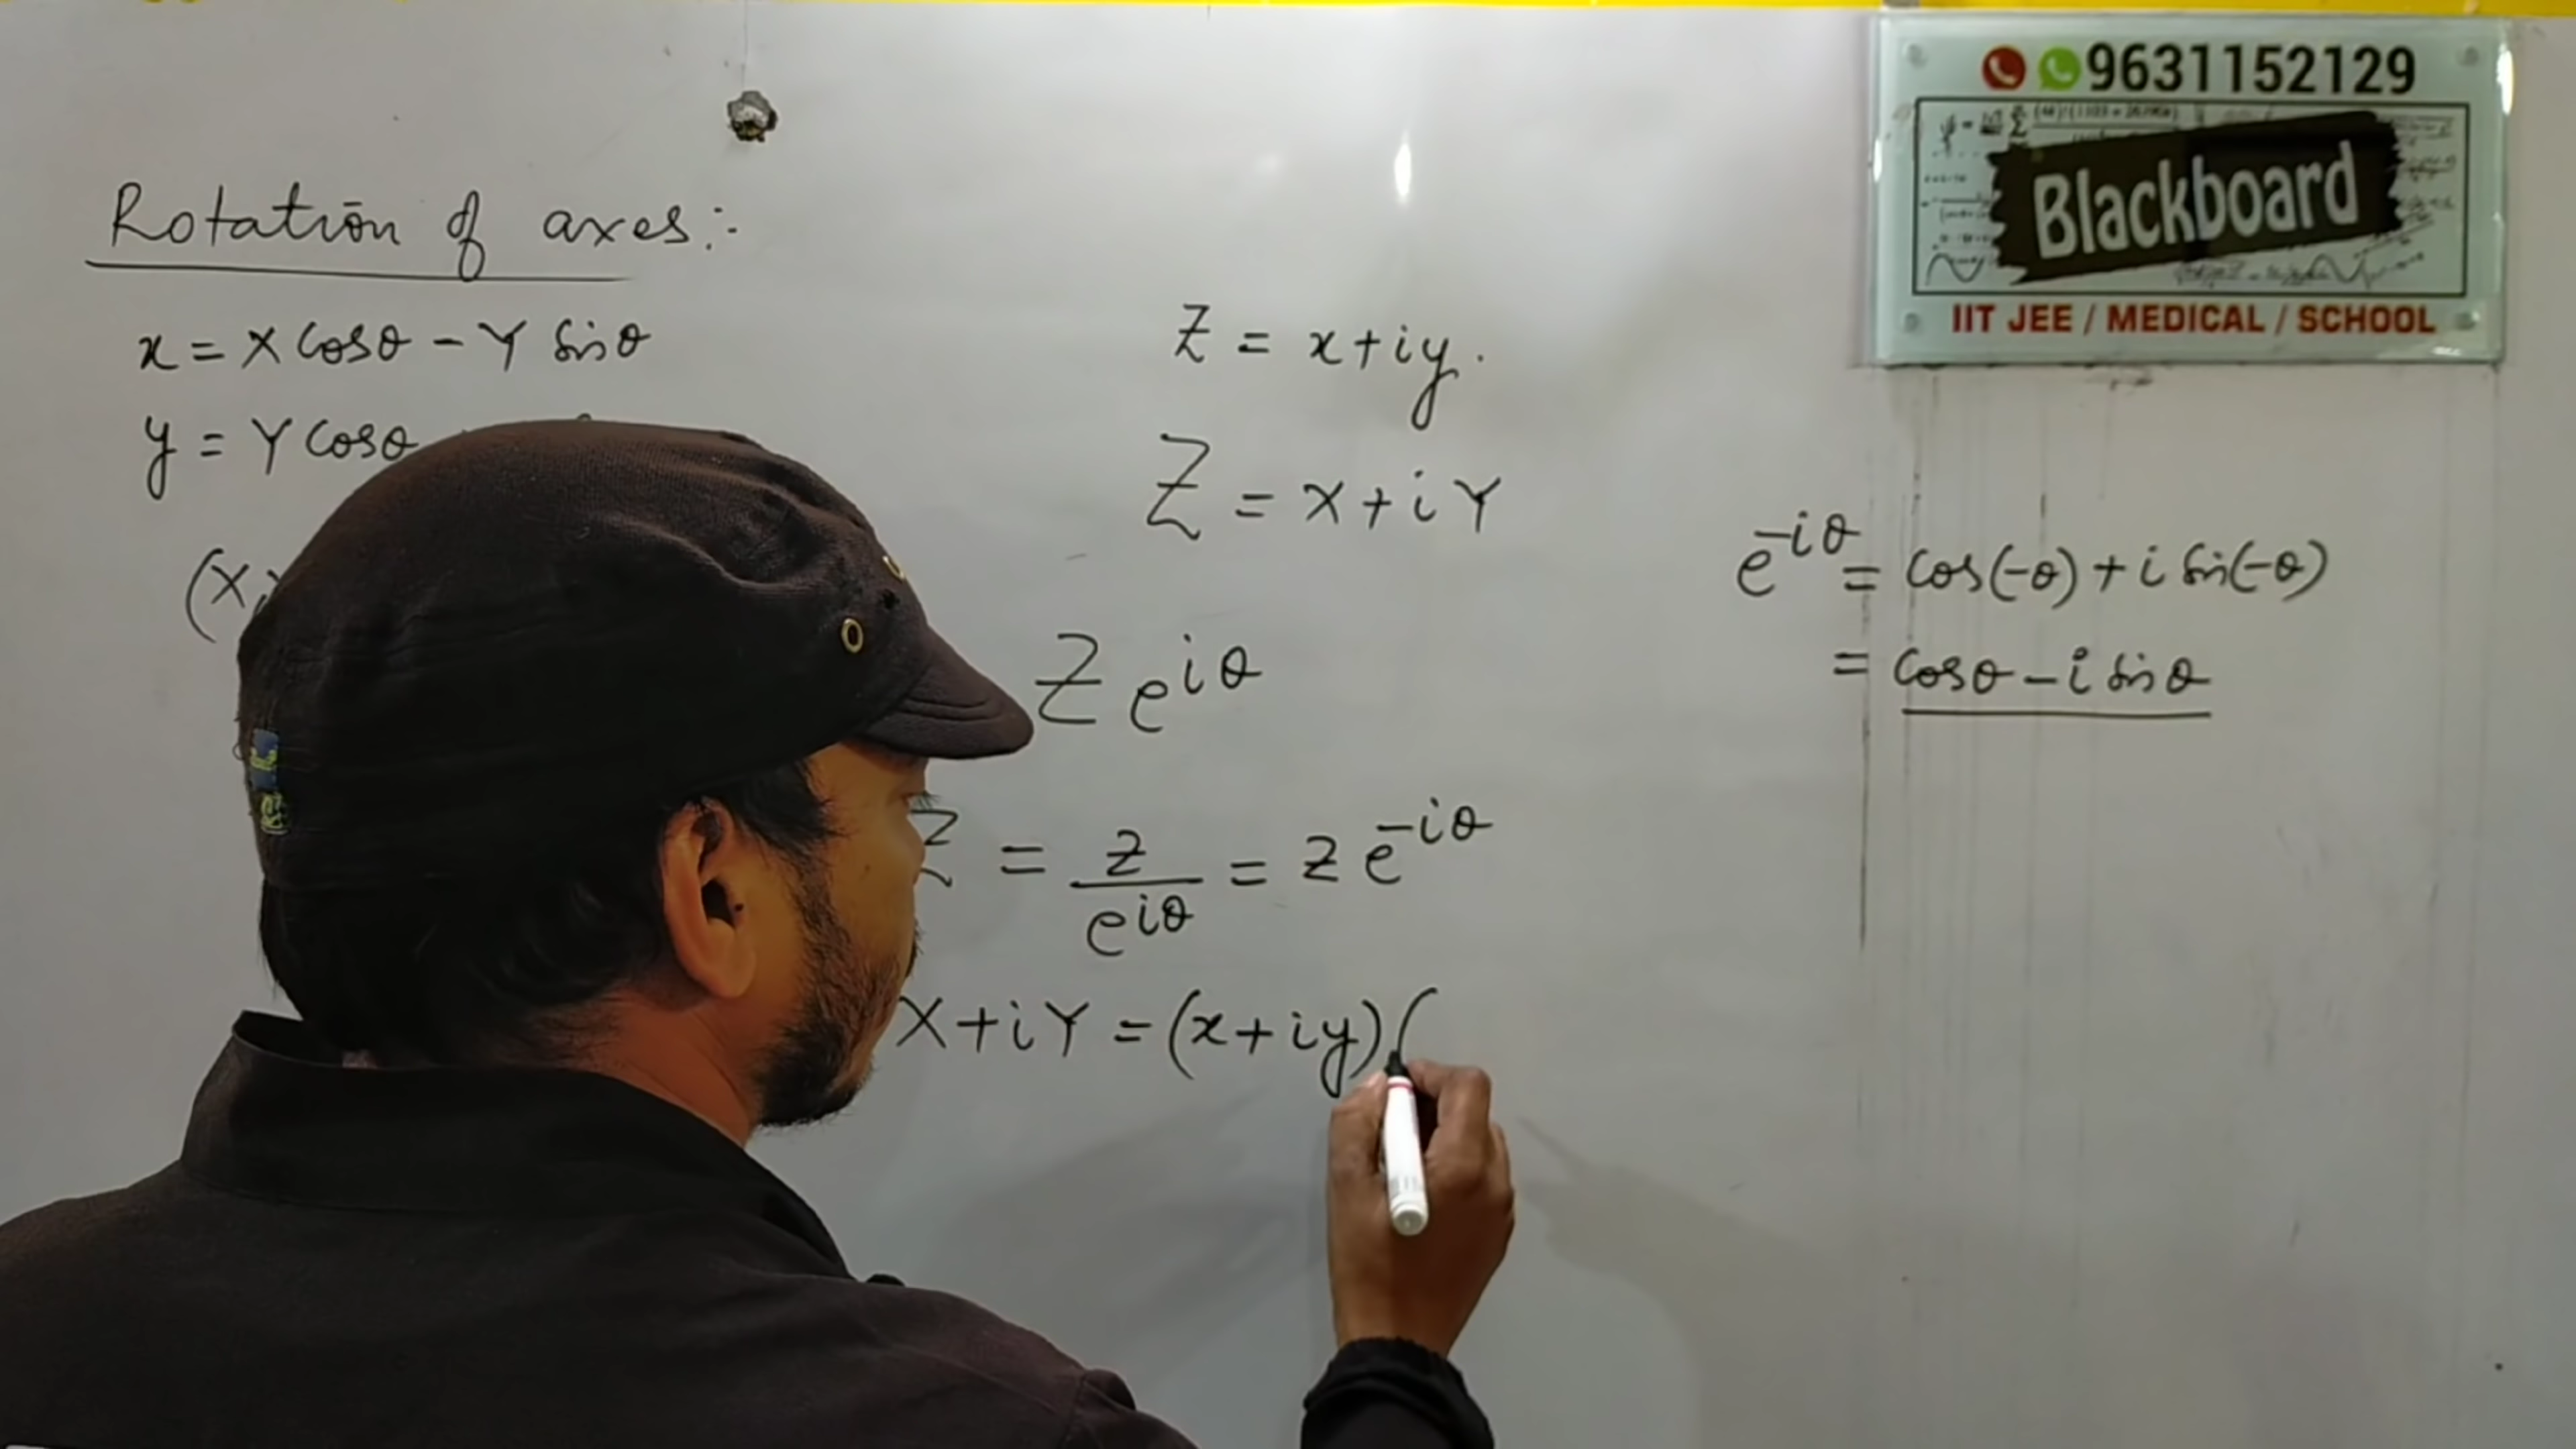 9631152129
Blackboard
IIT JEE / MEDICAL / SCHOOL
Rotation of axes:-
x = X Cosθ - Y Sinθ
y = Y Cosθ
(X,
z = x+iy.
Z = X+iY
Z e^{iθ}
Z = z/e^{iθ} = z e^{-iθ}
X+iY = (x+iy)(
e^{-iθ} = Cos(-θ) + i Sin(-θ)
= Cosθ - i Sinθ